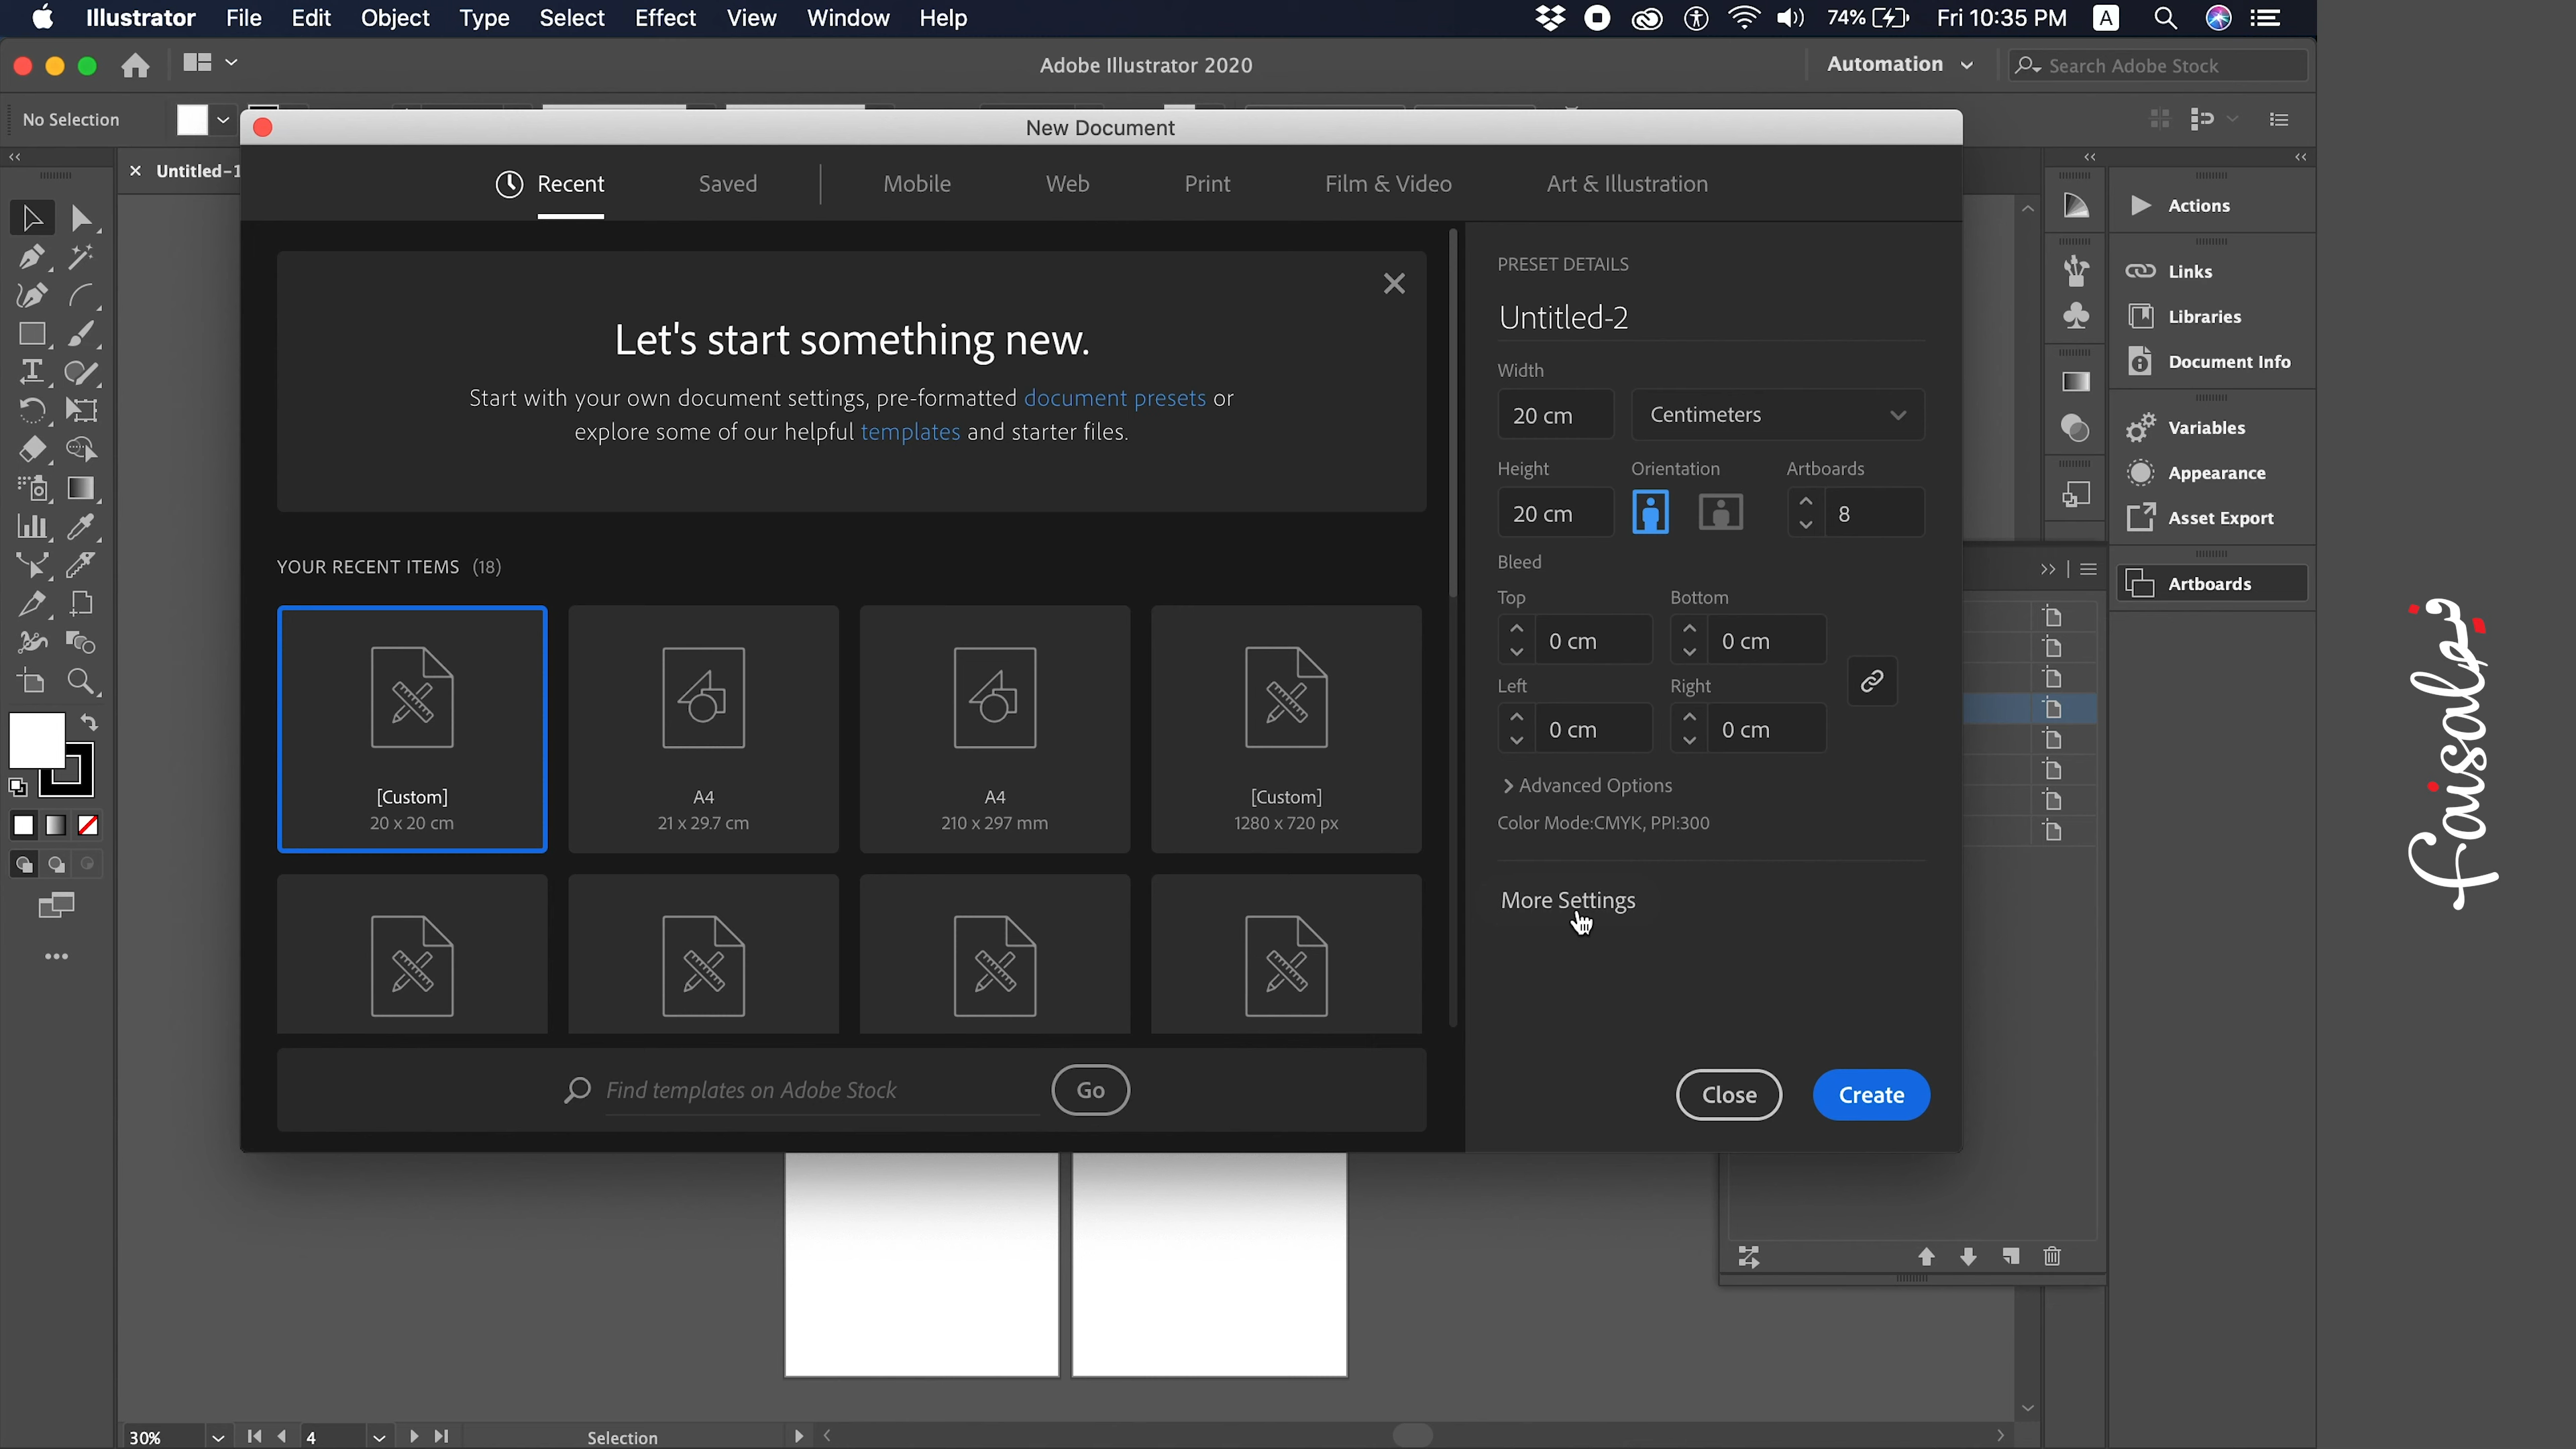 Illustrator File Edit Object Type Select Effect View Window Help
74% Fri 10:35 PM A
Adobe Illustrator 2020
Automation
Search Adobe Stock
No Selection
New Document
Untitled-1
Recent Saved Mobile Web Print Film & Video Art & Illustration
Let's start something new.
Start with your own document settings, pre-formatted document presets or
explore some of our helpful templates and starter files.
YOUR RECENT ITEMS (18)
[Custom]
20 x 20 cm
A4
21 x 29.7 cm
A4
210 x 297 mm
[Custom]
1280 x 720 px
Find templates on Adobe Stock
Go
PRESET DETAILS
Untitled-2
Width
20 cm Centimeters
Height Orientation Artboards
20 cm 8
Bleed
Top Bottom
0 cm 0 cm
Left Right
0 cm 0 cm
Advanced Options
Color Mode:CMYK, PPI:300
More Settings
Close Create
Actions
Links
Libraries
Document Info
Variables
Appearance
Asset Export
Artboards
30% 4 Selection
faisalex